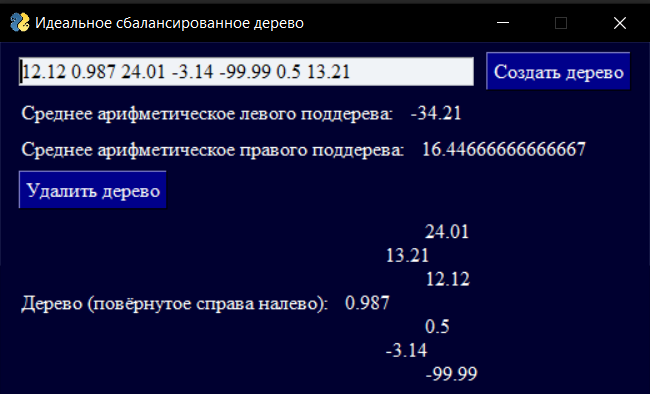 Идеальное сбалансированное дерево
12.12 0.987 24.01 -3.14 -99.99 0.5 13.21 Создать дерево
Среднее арифметическое левого поддерева: -34.21
Среднее арифметическое правого поддерева: 16.44666666666667
Удалить дерево
24.01
13.21
12.12
Дерево (повёрнутое справа налево): 0.987
0.5
-3.14
-99.99